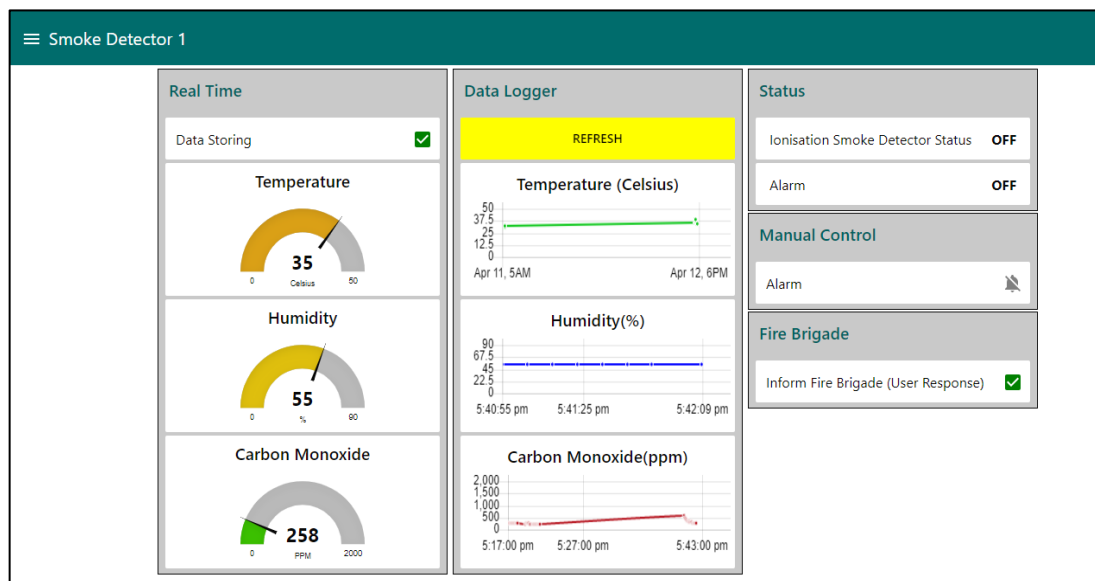 Smoke Detector 1
Real Time
Data Storing
Temperature
35
0 Celsius 50
Humidity
55
0 % 90
Carbon Monoxide
258
0 PPM 2000
Data Logger
REFRESH
Temperature (Celsius)
50
37.5
25
12.5
0
Apr 11, 5AM Apr 12, 6PM
Humidity(%)
90
67.5
45
22.5
0
5:40:55 pm 5:41:25 pm 5:42:09 pm
Carbon Monoxide(ppm)
2,000
1,500
1,000
500
0
5:17:00 pm 5:27:00 pm 5:43:00 pm
Status
Ionisation Smoke Detector Status OFF
Alarm OFF
Manual Control
Alarm
Fire Brigade
Inform Fire Brigade (User Response)